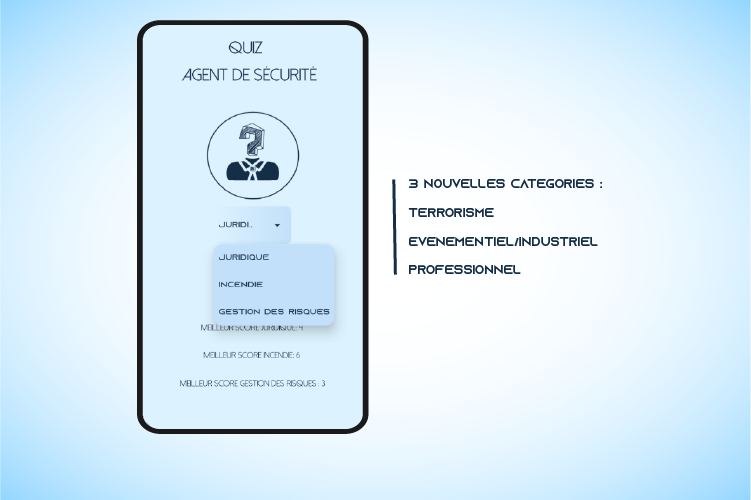 QUIZ
AGENT DE SÉCURITÉ
?
JURIDI..
JURIDIQUE
INCENDIE
GESTION DES RISQUES
MEILLEUR SCORE JURIDIQUE: 4
MEILLEUR SCORE INCENDIE: 6
MEILLEUR SCORE GESTION DES RISQUES : 3
3 NOUVELLES CATEGORIES :
TERRORISME
EVENEMENTIEL/INDUSTRIEL
PROFESSIONNEL